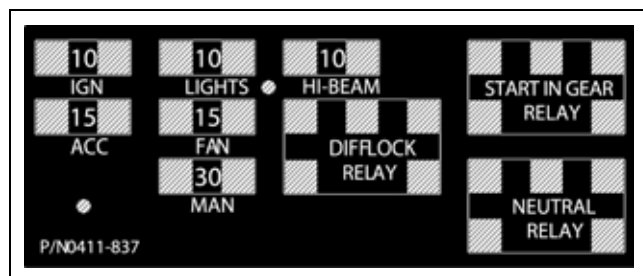 10
IGN
10
LIGHTS
10
HI-BEAM
START IN GEAR
RELAY
15
ACC
15
FAN
DIFFLOCK
RELAY
30
MAN
NEUTRAL
RELAY
P/N0411-837